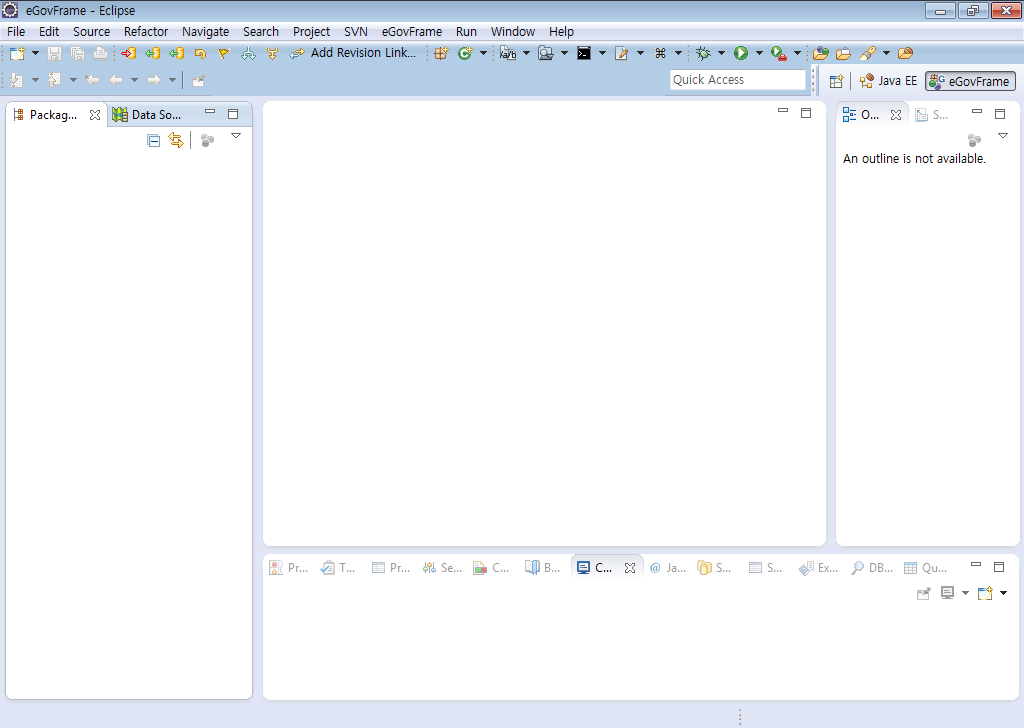 eGovFrame - Eclipse
File Edit Source Refactor Navigate Search Project SVN eGovFrame Run Window Help
Add Revision Link...
Quick Access
Java EE
eGovFrame
Packag...
Data So...
O...
S...
An outline is not available.
Pr... T... Pr... Se... C... B... C... @ Ja... S... S... Ex... DB... Qu...